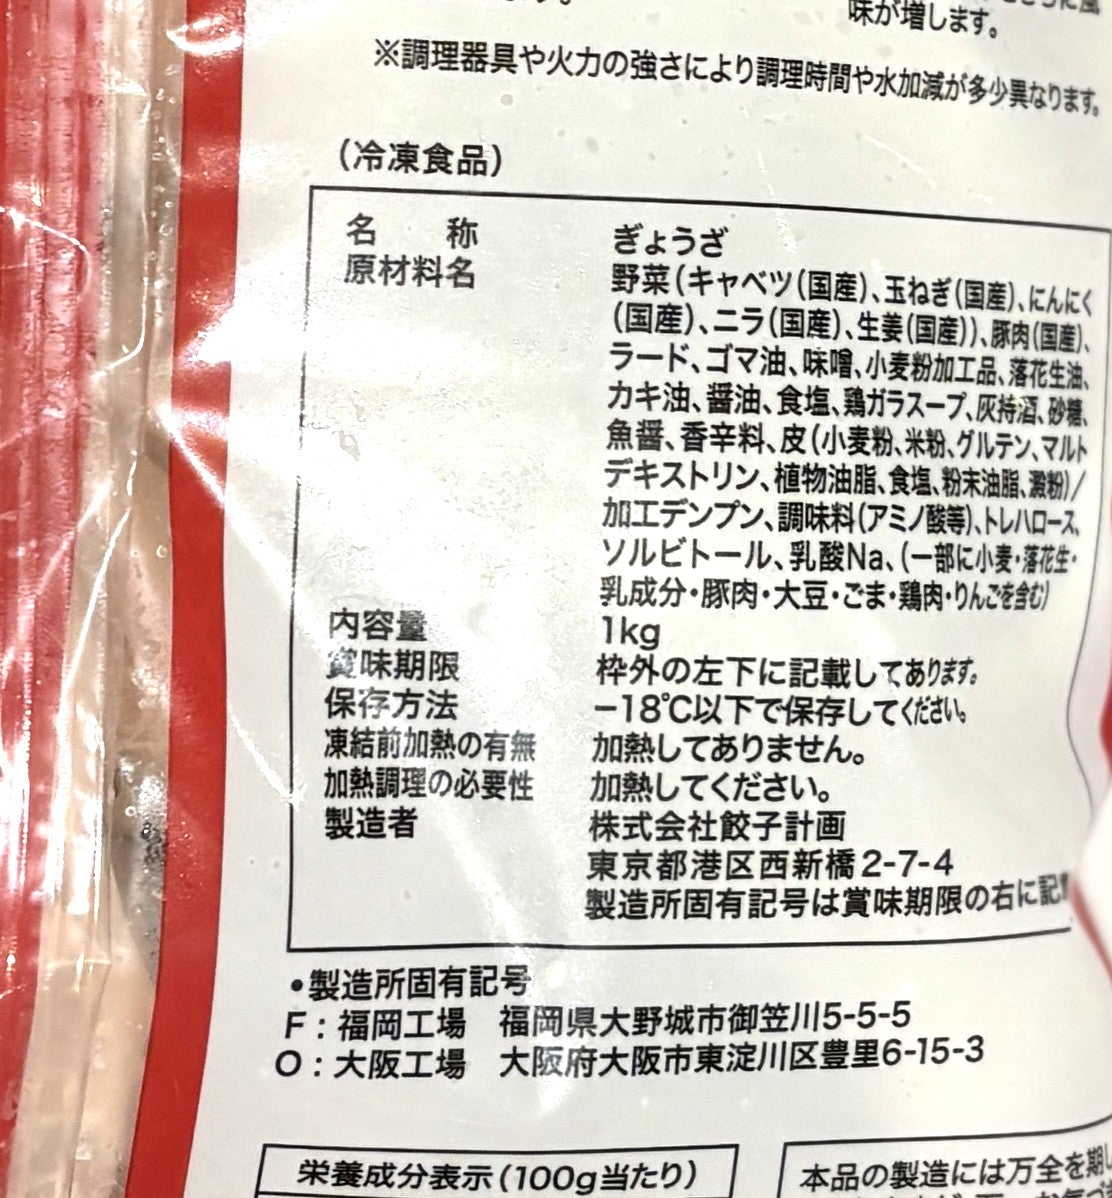 味が増します。
※調理器具や火力の強さにより調理時間や水加減が多少異なります。
(冷凍食品)
名　称　ぎょうざ
原材料名　野菜(キャベツ(国産)、玉ねぎ(国産)、にんにく
(国産)、ニラ(国産)、生姜(国産))、豚肉(国産)、
ラード、ゴマ油、味噌、小麦粉加工品、落花生油、
カキ油、醤油、食塩、鶏ガラスープ、灰持酒、砂糖、
魚醤、香辛料、皮(小麦粉、米粉、グルテン、マルト
デキストリン、植物油脂、食塩、粉末油脂、澱粉)/
加工デンプン、調味料(アミノ酸等)、トレハロース、
ソルビトール、乳酸Na、(一部に小麦・落花生・
乳成分・豚肉・大豆・ごま・鶏肉・りんごを含む)
内容量　1kg
賞味期限　枠外の左下に記載してあります。
保存方法　−18℃以下で保存してください。
凍結前加熱の有無　加熱してありません。
加熱調理の必要性　加熱してください。
製造者　株式会社餃子計画
東京都港区西新橋2-7-4
製造所固有記号は賞味期限の右に記
•製造所固有記号
F：福岡工場　福岡県大野城市御笠川5-5-5
O：大阪工場　大阪府大阪市東淀川区豊里6-15-3
栄養成分表示(100g当たり)
本品の製造には万全を期し